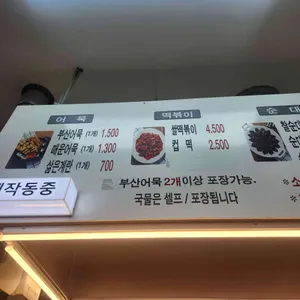 어묵
부산어묵 (1개) 1.500
매운어묵 (1개) 1.300
삶은계란 (1개) 700
떡볶이
쌀떡볶이 4.500
컵떡 2.500
순대
찰순
순
부산어묵 2개이상 포장가능.
국물은 셀프 / 포장됩니다
작동중